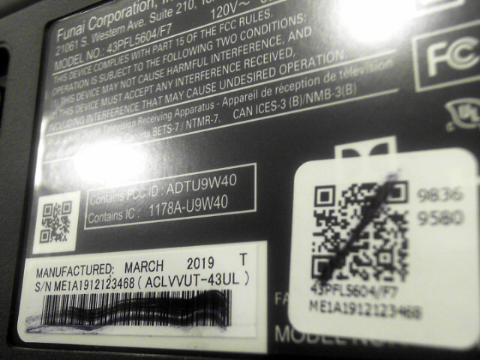 Funai Corporation,
21061 S. Western Ave. Suite 210,
MODEL NO.: 43PFL5604/F7 120V~
THIS DEVICE COMPLIES WITH PART 15 OF THE FCC RULES.
OPERATION IS SUBJECT TO THE FOLLOWING TWO CONDITIONS:
1) THIS DEVICE MAY NOT CAUSE HARMFUL INTERFERENCE,
THIS DEVICE MUST ACCEPT ANY INTERFERENCE RECEIVED,
INCLUDING INTERFERENCE THAT MAY CAUSE UNDESIRED OPERATION.
Television Receiving Apparatus - Appareil de réception de télévision
BETS-7 / NTMR-7. CAN ICES-3 (B)/NMB-3(B)
FC
UL
Contains FCC ID : ADTU9W40
Contains IC : 1178A-U9W40
MANUFACTURED: MARCH 2019 T
S/N ME1A1912123468 (ACLVVUT-43UL)
9836
9580
43PFL5604/F7
ME1A1912123468
MODEL